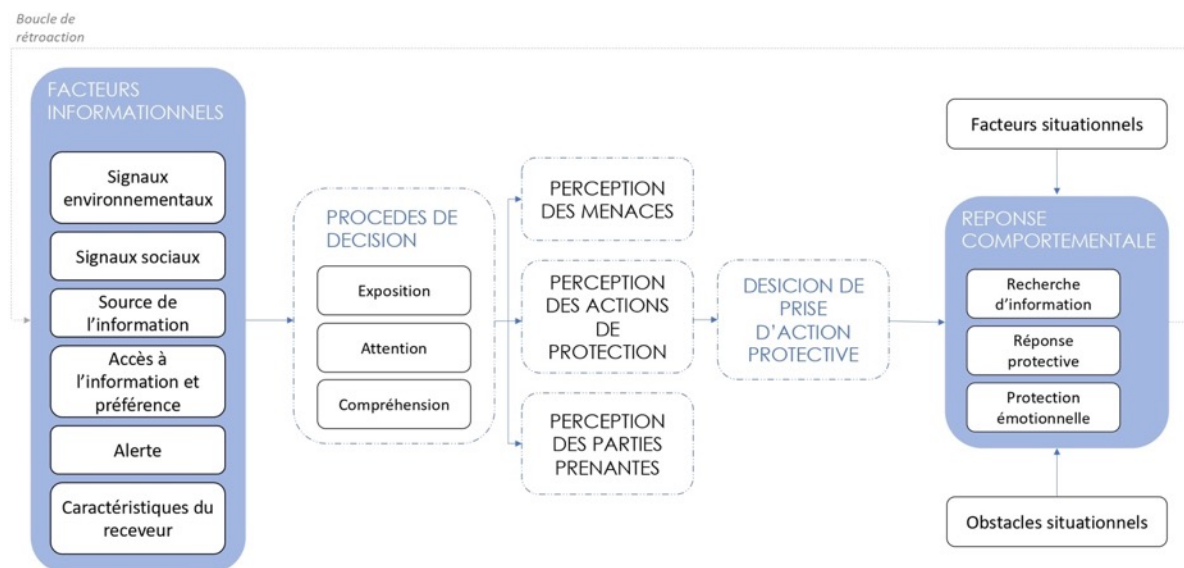 Boucle de
rétroaction
FACTEURS
INFORMATIONNELS
Signaux
environnementaux
Signaux sociaux
Source de
l'information
Accès à
l'information et
préférence
Alerte
Caractéristiques du
receveur
PROCEDES DE
DECISION
Exposition
Attention
Compréhension
PERCEPTION
DES MENACES
PERCEPTION
DES ACTIONS
DE
PROTECTION
PERCEPTION
DES PARTIES
PRENANTES
DESICION DE
PRISE
D'ACTION
PROTECTIVE
Facteurs situationnels
REPONSE
COMPORTEMENTALE
Recherche
d'information
Réponse
protective
Protection
émotionnelle
Obstacles situationnels